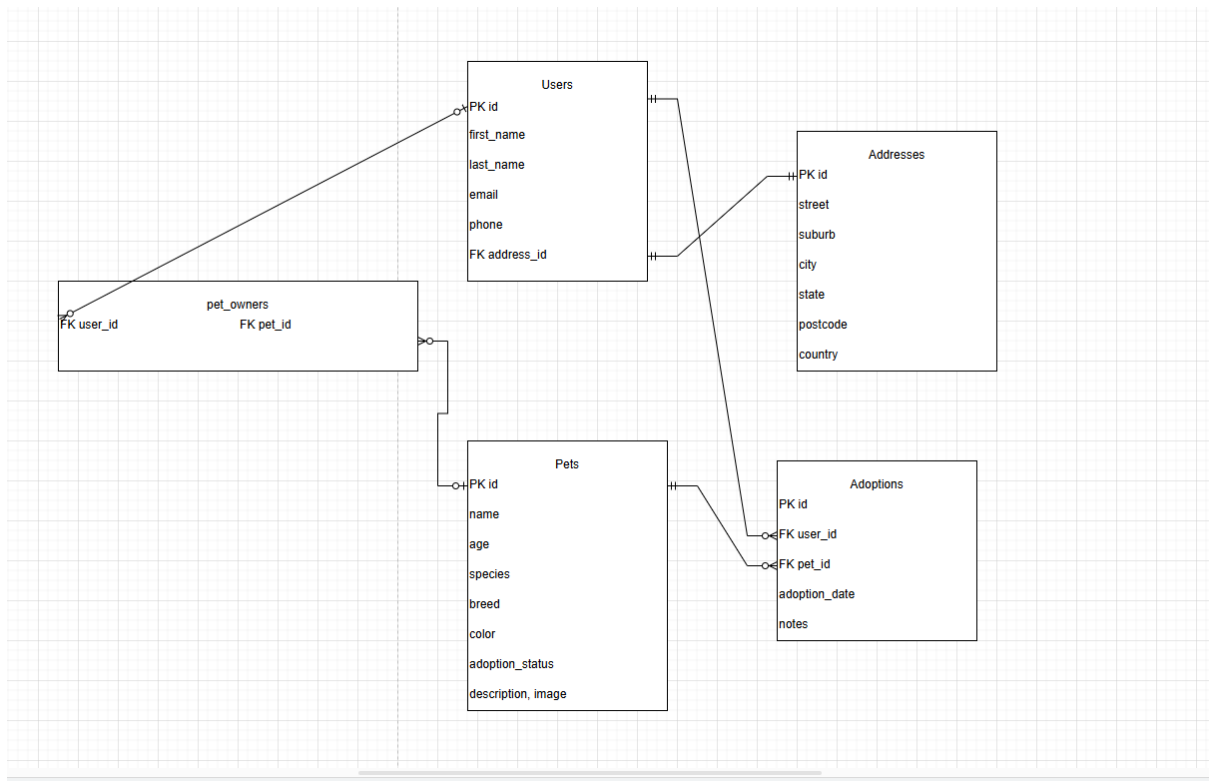 Users
PK id
first_name
last_name
email
phone
FK address_id
Addresses
PK id
street
suburb
city
state
postcode
country
pet_owners
FK user_id FK pet_id
Pets
PK id
name
age
species
breed
color
adoption_status
description, image
Adoptions
PK id
FK user_id
FK pet_id
adoption_date
notes